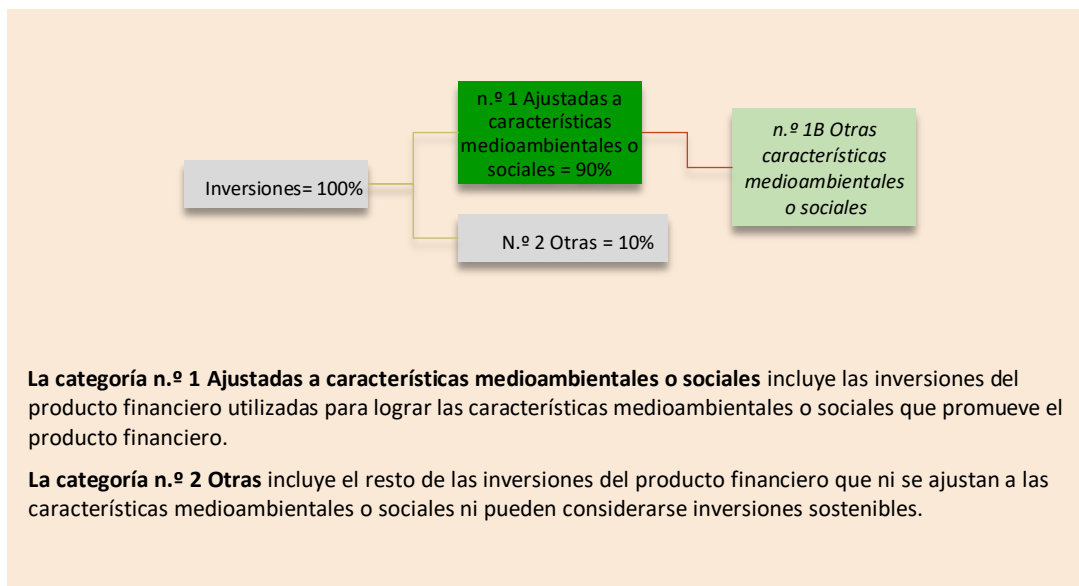 n.º 1 Ajustadas a
características
medioambientales o
sociales = 90%
n.º 1B Otras
características
medioambientales
o sociales
Inversiones= 100%
N.º 2 Otras = 10%
La categoría n.º 1 Ajustadas a características medioambientales o sociales incluye las inversiones del
producto financiero utilizadas para lograr las características medioambientales o sociales que promueve el
producto financiero.
La categoría n.º 2 Otras incluye el resto de las inversiones del producto financiero que ni se ajustan a las
características medioambientales o sociales ni pueden considerarse inversiones sostenibles.